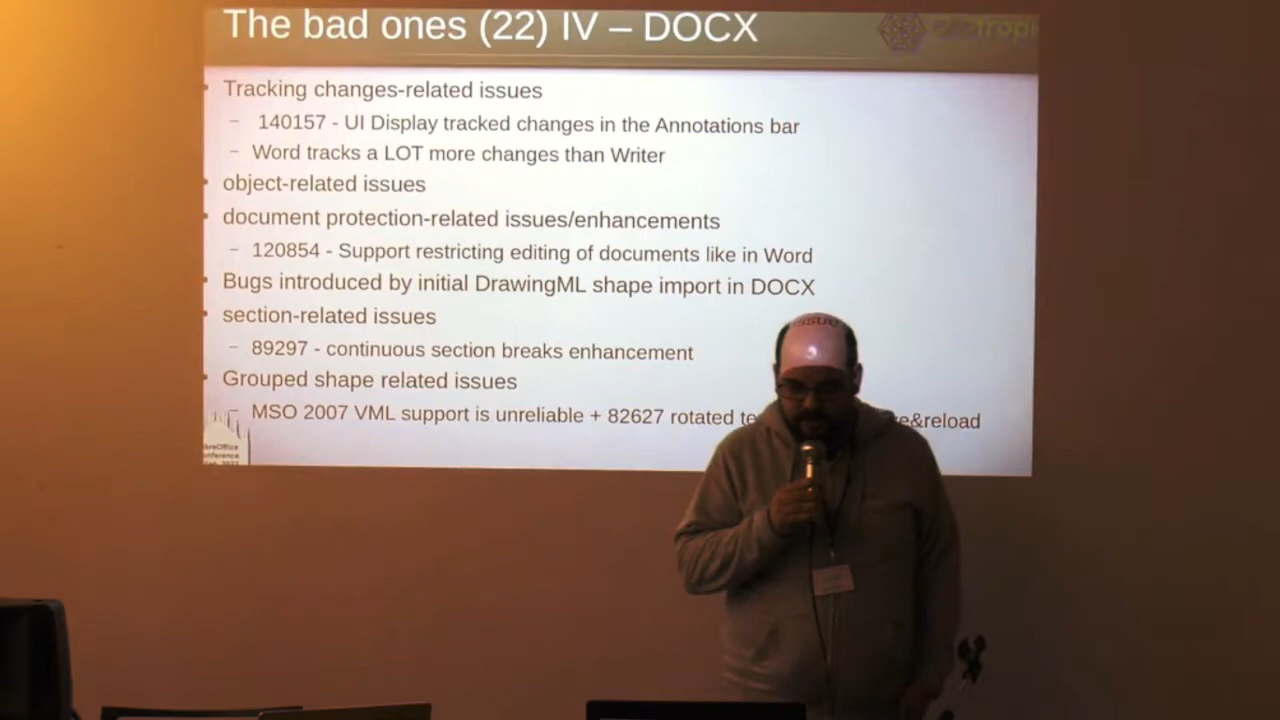 The bad ones (22) IV – DOCX
Tracking changes-related issues
– 140157 - UI Display tracked changes in the Annotations bar
– Word tracks a LOT more changes than Writer
object-related issues
document protection-related issues/enhancements
– 120854 - Support restricting editing of documents like in Word
Bugs introduced by initial DrawingML shape import in DOCX
section-related issues
– 89297 - continuous section breaks enhancement
Grouped shape related issues
– MSO 2007 VML support is unreliable + 82627 rotated te e&reload
breOffice
onference